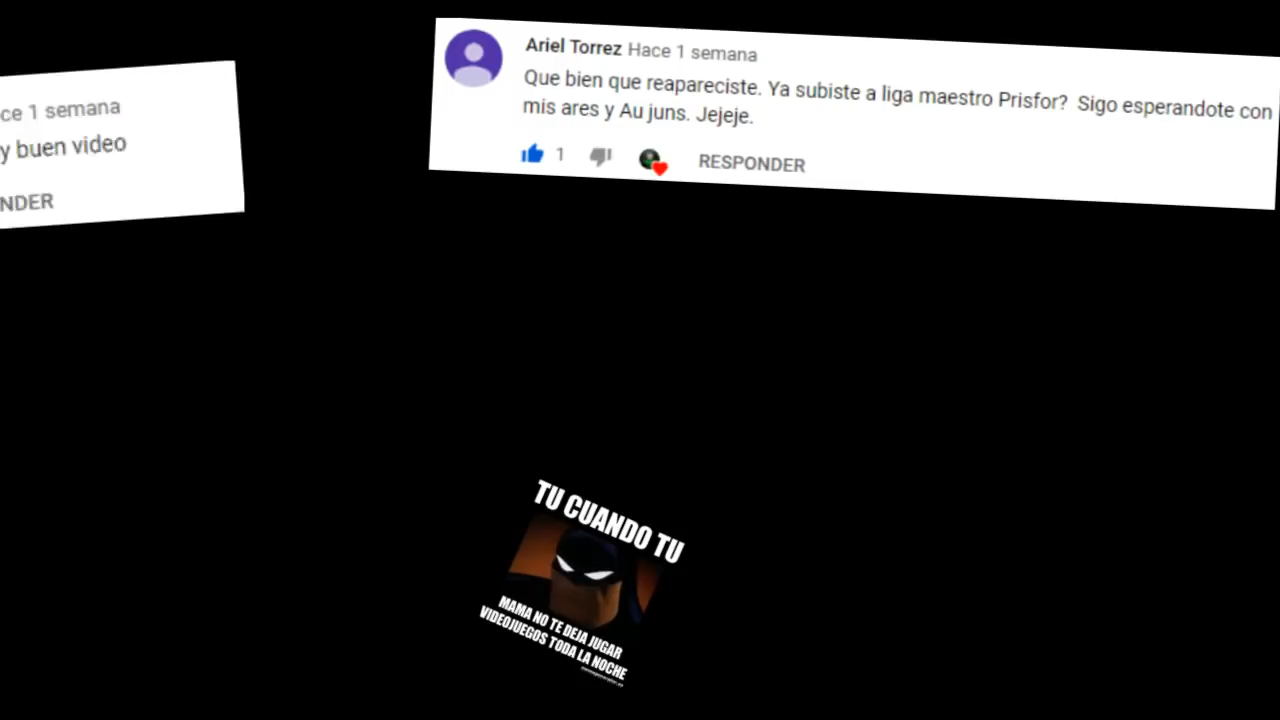 ce 1 semana
y buen video
NDER
Ariel Torrez Hace 1 semana
Que bien que reapareciste. Ya subiste a liga maestro Prisfor? Sigo esperandote con
mis ares y Au juns. Jejeje.
1
RESPONDER
TU CUANDO TU
MAMA NO TE DEJA JUGAR
VIDEOJUEGOS TODA LA NOCHE